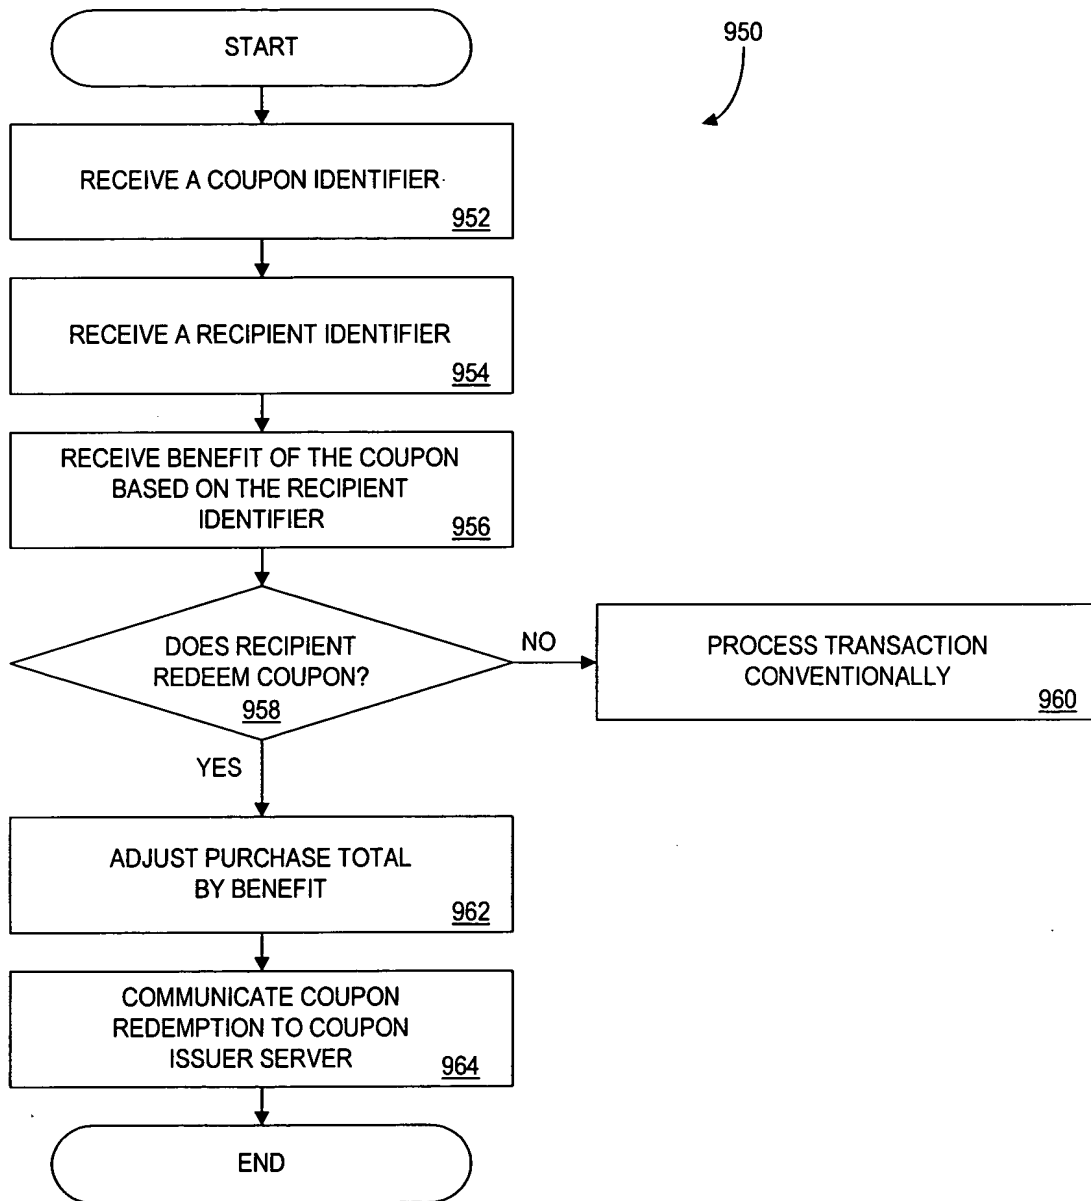 START
950
RECEIVE A COUPON IDENTIFIER
952
RECEIVE A RECIPIENT IDENTIFIER
954
RECEIVE BENEFIT OF THE COUPON
BASED ON THE RECIPIENT
IDENTIFIER
956
DOES RECIPIENT
REDEEM COUPON?
958
NO
PROCESS TRANSACTION
CONVENTIONALLY
960
YES
ADJUST PURCHASE TOTAL
BY BENEFIT
962
COMMUNICATE COUPON
REDEMPTION TO COUPON
ISSUER SERVER
964
END